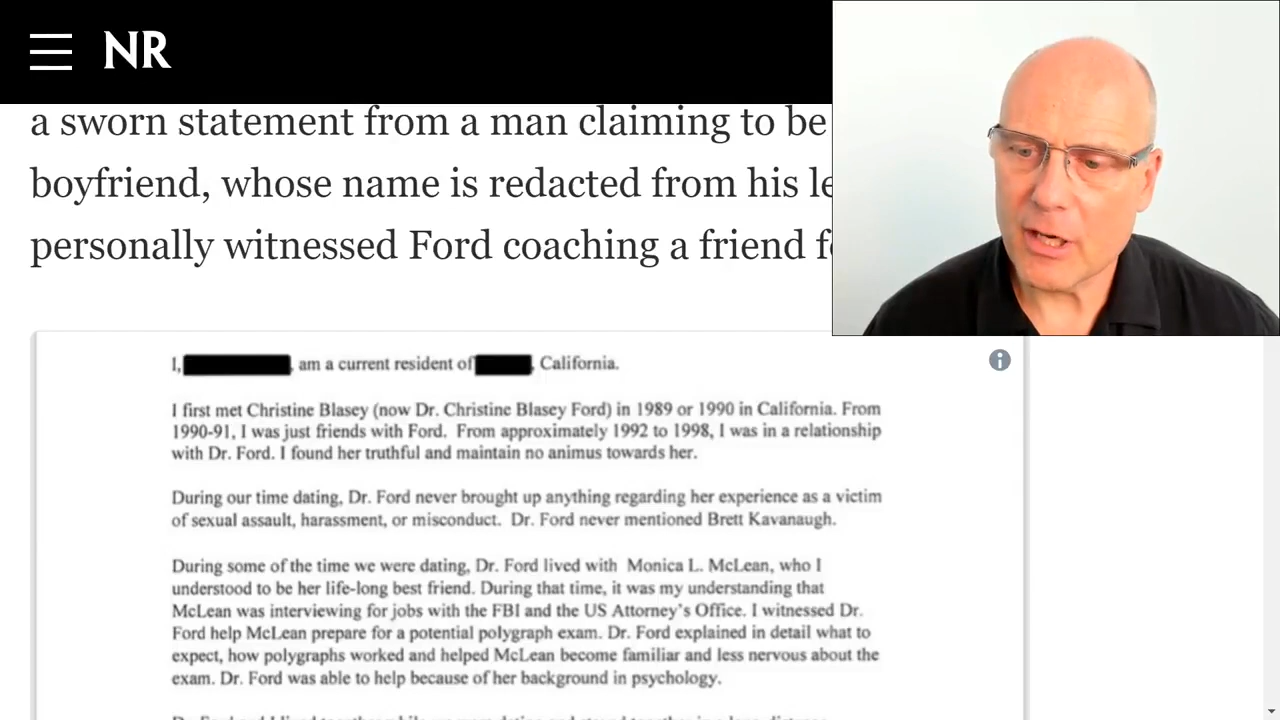 NR
a sworn statement from a man claiming to be
boyfriend, whose name is redacted from his le
personally witnessed Ford coaching a friend f
I, am a current resident of , California.
I first met Christine Blasey (now Dr. Christine Blasey Ford) in 1989 or 1990 in California. From
1990-91, I was just friends with Ford. From approximately 1992 to 1998, I was in a relationship
with Dr. Ford. I found her truthful and maintain no animus towards her.
During our time dating, Dr. Ford never brought up anything regarding her experience as a victim
of sexual assault, harassment, or misconduct. Dr. Ford never mentioned Brett Kavanaugh.
During some of the time we were dating, Dr. Ford lived with Monica L. McLean, who I
understood to be her life-long best friend. During that time, it was my understanding that
McLean was interviewing for jobs with the FBI and the US Attorney's Office. I witnessed Dr.
Ford help McLean prepare for a potential polygraph exam. Dr. Ford explained in detail what to
expect, how polygraphs worked and helped McLean become familiar and less nervous about the
exam. Dr. Ford was able to help because of her background in psychology.